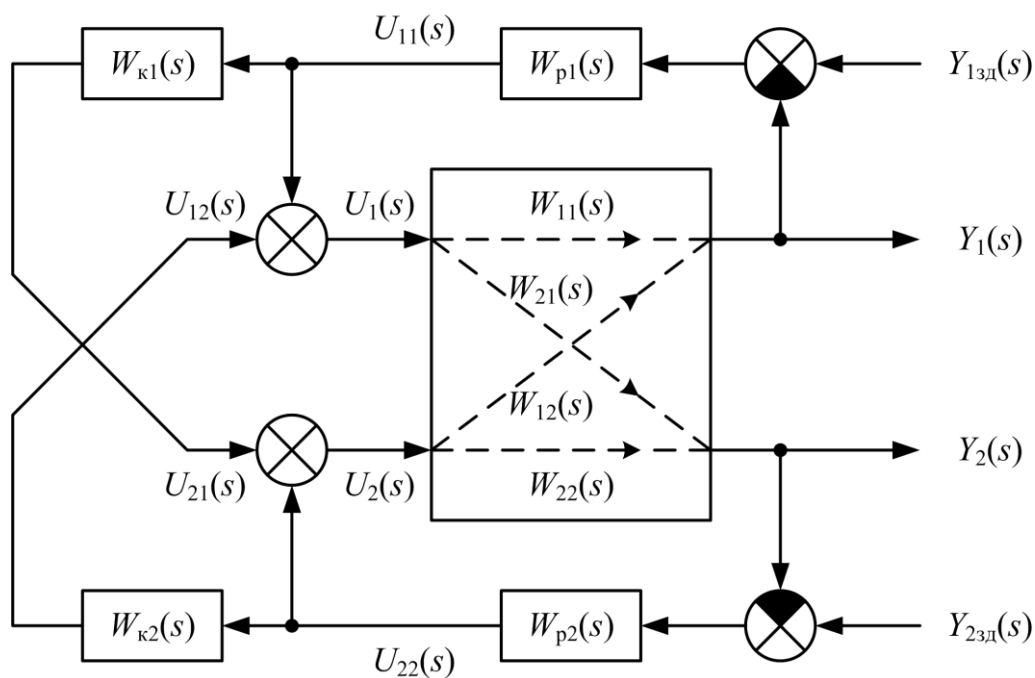 U₁₁(s)
Wк1(s)
Wр1(s)
Y1зд(s)
U₁₂(s)
U₁(s)
W₁₁(s)
Y₁(s)
W₂₁(s)
W₁₂(s)
U₂₁(s)
U₂(s)
W₂₂(s)
Y₂(s)
Wк2(s)
Wр2(s)
Y2зд(s)
U₂₂(s)